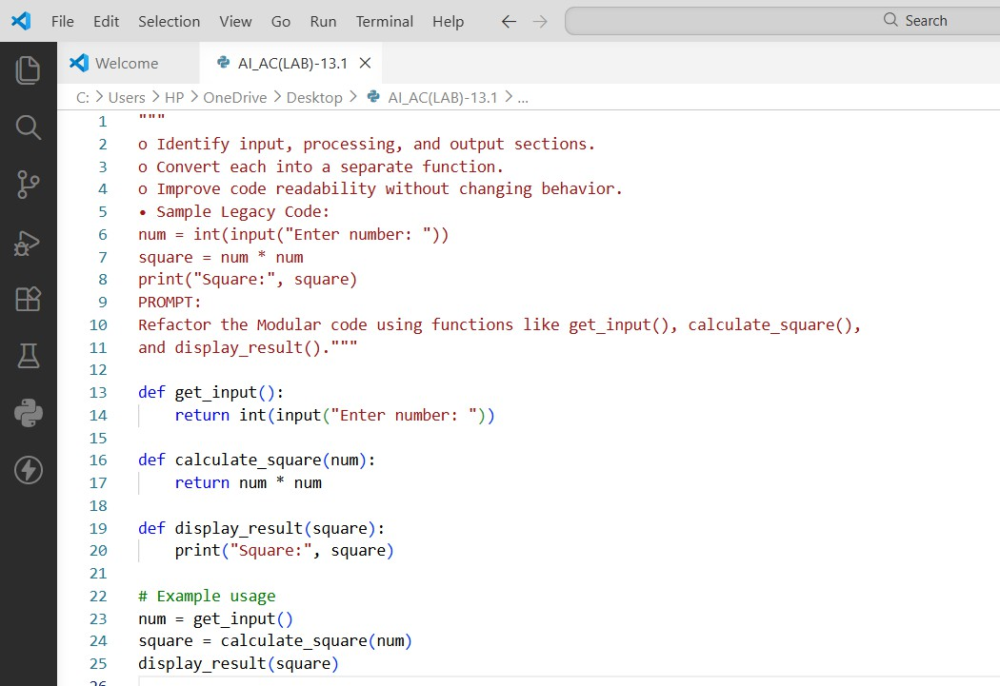 File Edit Selection View Go Run Terminal Help ← → Search
Welcome AI_AC(LAB)-13.1 ×
C: > Users > HP > OneDrive > Desktop > AI_AC(LAB)-13.1 > ...
1 """
2 o Identify input, processing, and output sections.
3 o Convert each into a separate function.
4 o Improve code readability without changing behavior.
5 • Sample Legacy Code:
6 num = int(input("Enter number: "))
7 square = num * num
8 print("Square:", square)
9 PROMPT:
10 Refactor the Modular code using functions like get_input(), calculate_square(),
11 and display_result()."""
12
13 def get_input():
14     return int(input("Enter number: "))
15
16 def calculate_square(num):
17     return num * num
18
19 def display_result(square):
20     print("Square:", square)
21
22 # Example usage
23 num = get_input()
24 square = calculate_square(num)
25 display_result(square)
26